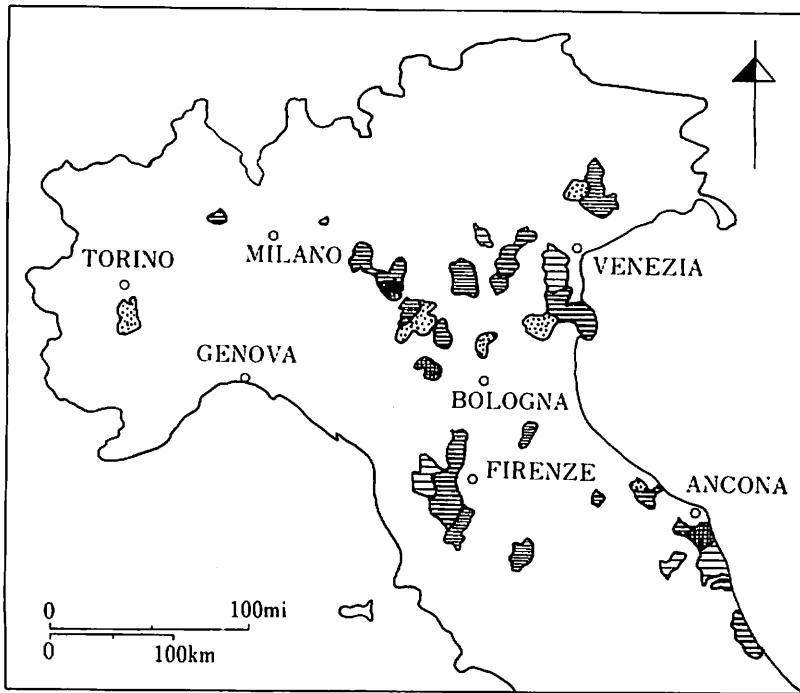 TORINO
MILANO
VENEZIA
GENOVA
BOLOGNA
FIRENZE
ANCONA
0 100mi
0 100km